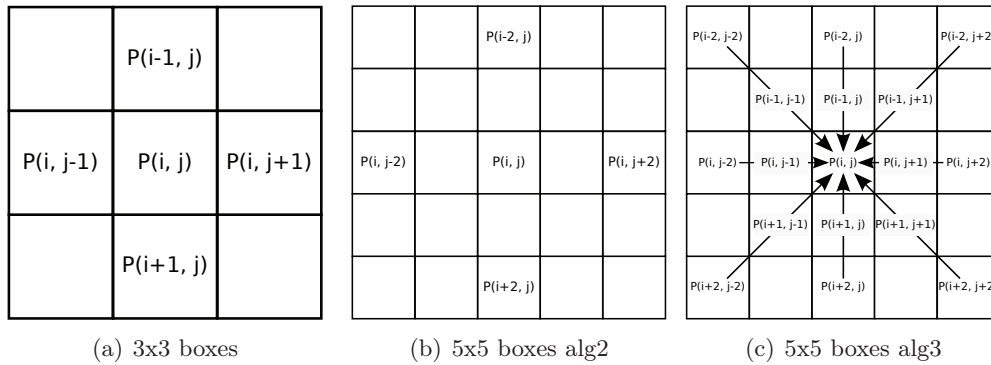 P(i-1, j)
P(i, j-1) P(i, j) P(i, j+1)
P(i+1, j)
(a) 3x3 boxes
P(i-2, j)
P(i, j-2) P(i, j) P(i, j+2)
P(i+2, j)
(b) 5x5 boxes alg2
P(i-2, j-2) P(i-2, j) P(i-2, j+2)
P(i-1, j-1) P(i-1, j) P(i-1, j+1)
P(i, j-2) P(i, j-1) P(i, j) P(i, j+1) P(i, j+2)
P(i+1, j-1) P(i+1, j) P(i+1, j+1)
P(i+2, j-2) P(i+2, j) P(i+2, j+2
(c) 5x5 boxes alg3